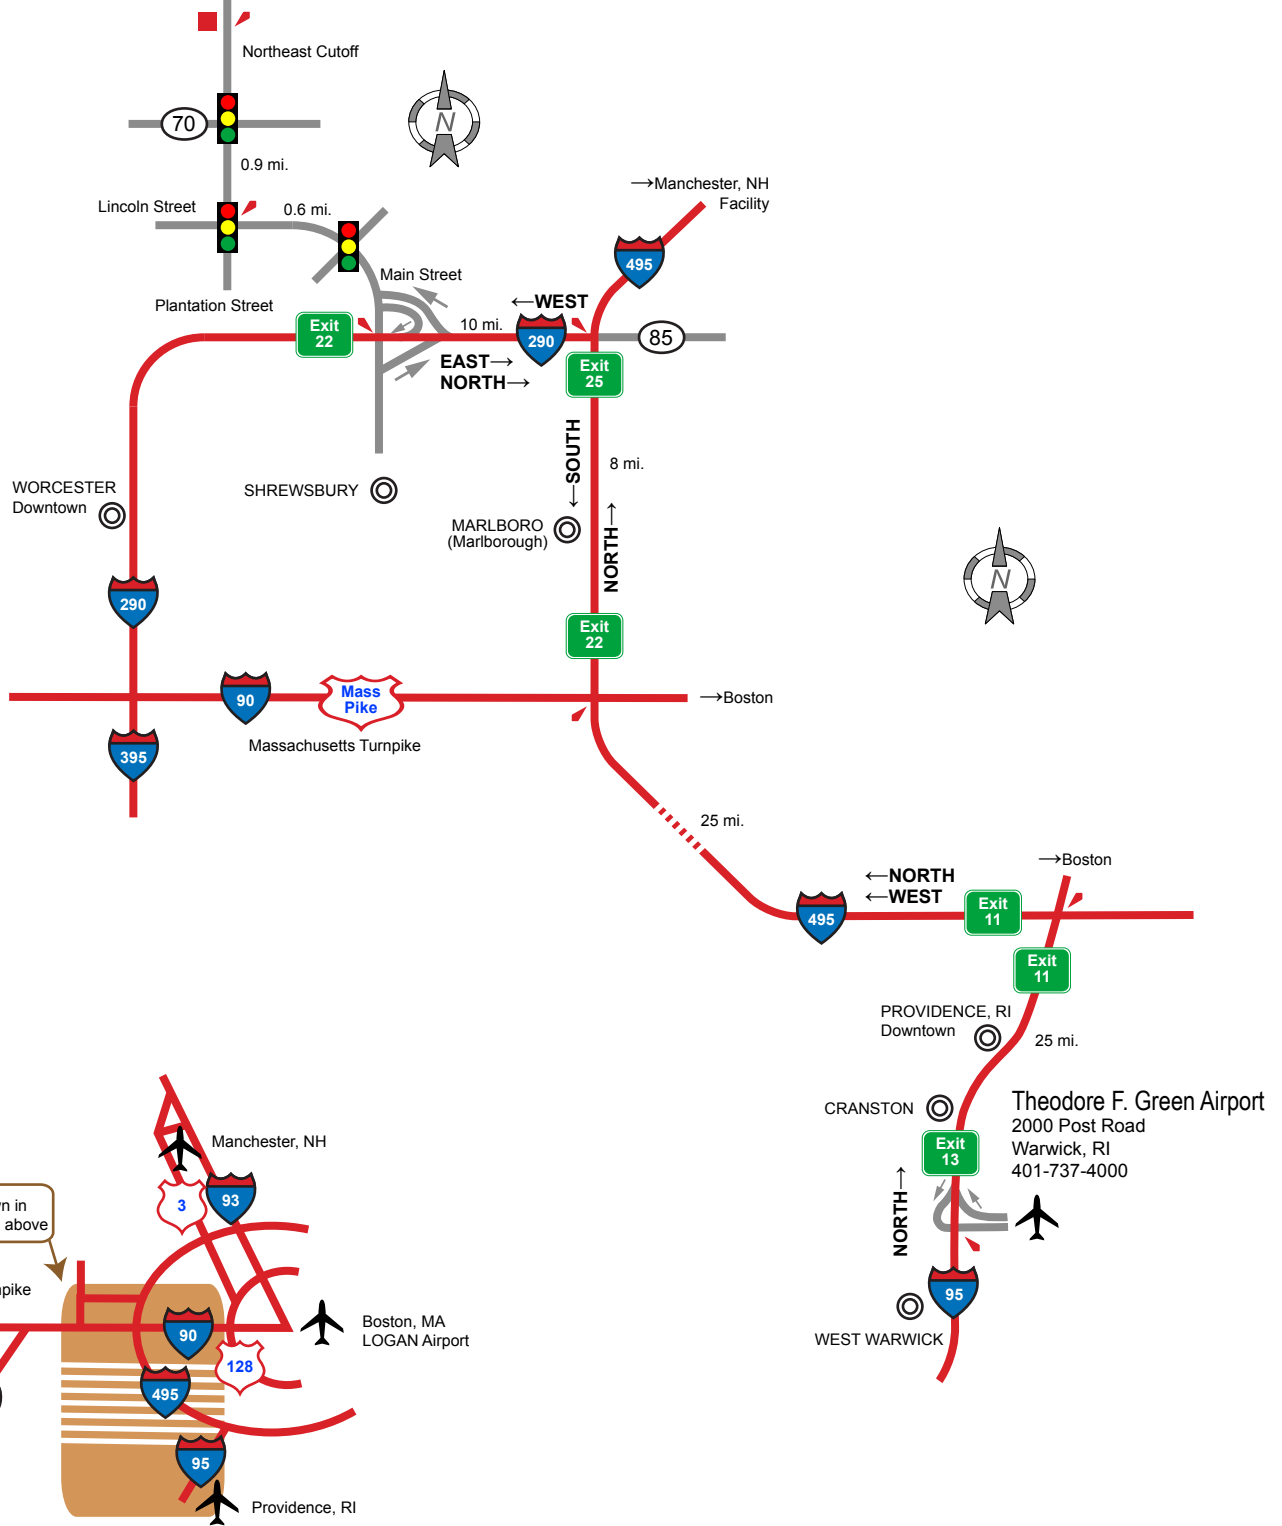 Northeast Cutoff
70
0.9 mi.
Lincoln Street
0.6 mi.
Main Street
Plantation Street
→Manchester, NH
Facility
495
←WEST
10 mi.
290
85
Exit
22
EAST→
NORTH→
Exit
25
←SOUTH
8 mi.
NORTH→
WORCESTER
Downtown
SHREWSBURY
MARLBORO
(Marlborough)
N
N
290
Exit
22
90
Mass
Pike
→Boston
Massachusetts Turnpike
395
25 mi.
→Boston
←NORTH
←WEST
495
Exit
11
Exit
11
PROVIDENCE, RI
Downtown
25 mi.
CRANSTON
Theodore F. Green Airport
2000 Post Road
Warwick, RI
401-737-4000
Exit
13
NORTH→
95
WEST WARWICK
Manchester, NH
3
93
above
90
Boston, MA
LOGAN Airport
128
495
95
Providence, RI